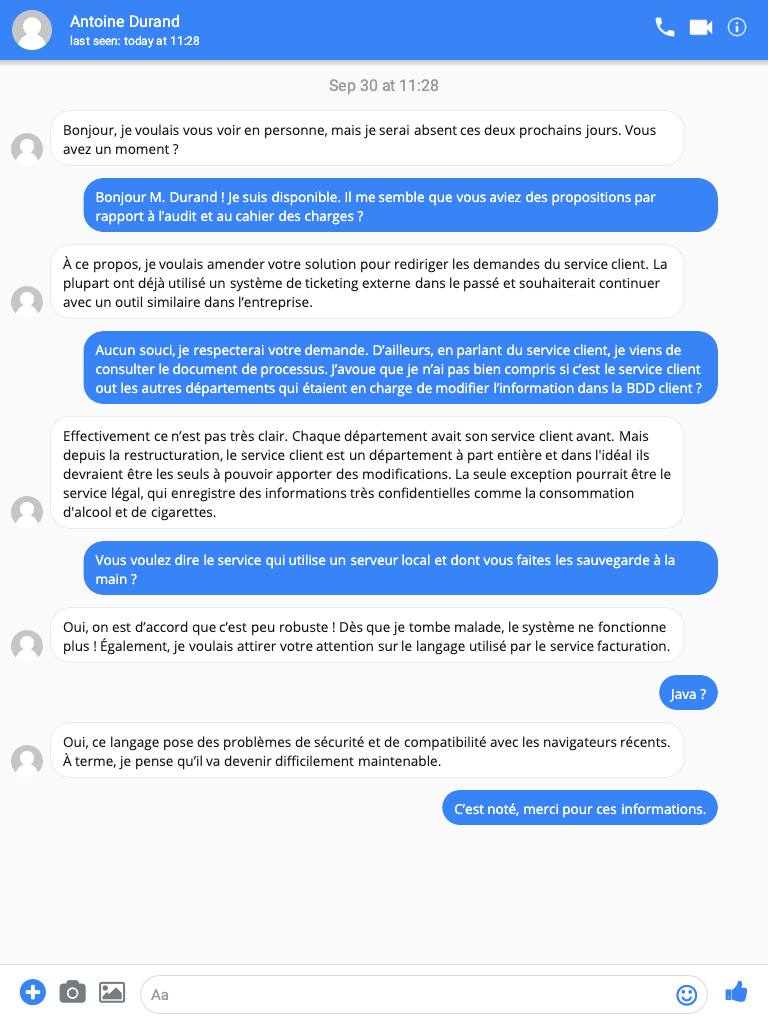 Antoine Durand
last seen: today at 11:28
Sep 30 at 11:28
Bonjour, je voulais vous voir en personne, mais je serai absent ces deux prochains jours. Vous
avez un moment ?
Bonjour M. Durand ! Je suis disponible. Il me semble que vous aviez des propositions par
rapport à l’audit et au cahier des charges ?
À ce propos, je voulais amender votre solution pour rediriger les demandes du service client. La
plupart ont déjà utilisé un système de ticketing externe dans le passé et souhaiterait continuer
avec un outil similaire dans l’entreprise.
Aucun souci, je respecterai votre demande. D’ailleurs, en parlant du service client, je viens de
consulter le document de processus. J’avoue que je n’ai pas bien compris si c’est le service client
out les autres départements qui étaient en charge de modifier l’information dans la BDD client ?
Effectivement ce n’est pas très clair. Chaque département avait son service client avant. Mais
depuis la restructuration, le service client est un département à part entière et dans l'idéal ils
devraient être les seuls à pouvoir apporter des modifications. La seule exception pourrait être le
service légal, qui enregistre des informations très confidentielles comme la consommation
d'alcool et de cigarettes.
Vous voulez dire le service qui utilise un serveur local et dont vous faites les sauvegarde à la
main ?
Oui, on est d’accord que c’est peu robuste ! Dès que je tombe malade, le système ne fonctionne
plus ! Également, je voulais attirer votre attention sur le langage utilisé par le service facturation.
Java ?
Oui, ce langage pose des problèmes de sécurité et de compatibilité avec les navigateurs récents.
À terme, je pense qu’il va devenir difficilement maintenable.
C’est noté, merci pour ces informations.
Aa